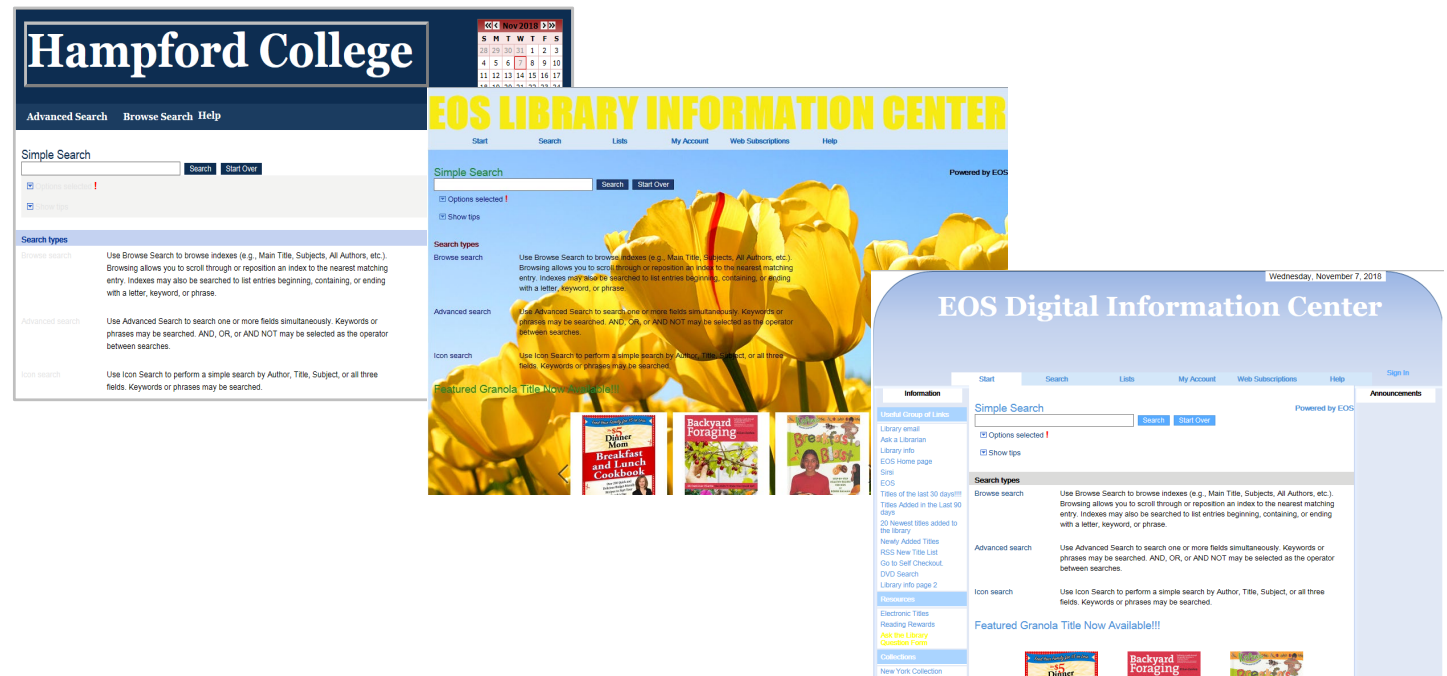 Hampford College
Nov 2018
S M T W T F S
28 29 30 31 1 2 3
4 5 6 7 8 9 10
11 12 13 14 15 16 17
Advanced Search Browse Search Help
Simple Search
Search Start Over
Options selected !
Show tips
Search types
Browse search Use Browse Search to browse indexes (e.g., Main Title, Subjects, All Authors, etc.).
Browsing allows you to scroll through or reposition an index to the nearest matching
entry. Indexes may also be searched to list entries beginning, containing, or ending
with a letter, keyword, or phrase.
Advanced search Use Advanced Search to search one or more fields simultaneously. Keywords or
phrases may be searched. AND, OR, or AND NOT may be selected as the operator
between searches.
Icon search Use Icon Search to perform a simple search by Author, Title, Subject, or all three
fields. Keywords or phrases may be searched.
EOS LIBRARY INFORMATION CENTER
Start Search Lists My Account Web Subscriptions Help
Simple Search
Powered by EOS
Search Start Over
Options selected !
Show tips
Search types
Browse search Use Browse Search to browse indexes (e.g., Main Title, Subjects, All Authors, etc.).
Browsing allows you to scroll through or reposition an index to the nearest matching
entry. Indexes may also be searched to list entries beginning, containing, or ending
with a letter, keyword, or phrase.
Advanced search Use Advanced Search to search one or more fields simultaneously. Keywords or
phrases may be searched. AND, OR, or AND NOT may be selected as the operator
between searches.
Icon search Use Icon Search to perform a simple search by Author, Title, Subject, or all three
fields. Keywords or phrases may be searched.
Featured Granola Title Now Available!!!
The $5
Dinner
Mom
Breakfast
and Lunch
Cookbook
Backyard
Foraging
Breakfast
Blast
Wednesday, November 7, 2018
EOS Digital Information Center
Start Search Lists My Account Web Subscriptions Help
Sign In
Information
Useful Group of Links
Library email
Ask a Librarian
Library info
EOS Home page
Sirsi
EOS
Titles of the last 30 days!!!!
Titles Added in the Last 90
days
20 Newest titles added to
the library.
Newly Added Titles
RSS New Title List
Go to Self Checkout.
DVD Search
Library info page 2
Resources
Electronic Titles
Reading Rewards
Ask the Library
Question Form
Collections
New York Collection
Simple Search
Powered by EOS
Search Start Over
Options selected !
Show tips
Search types
Browse search Use Browse Search to browse indexes (e.g., Main Title, Subjects, All Authors, etc.).
Browsing allows you to scroll through or reposition an index to the nearest matching
entry. Indexes may also be searched to list entries beginning, containing, or ending
with a letter, keyword, or phrase.
Advanced search Use Advanced Search to search one or more fields simultaneously. Keywords or
phrases may be searched. AND, OR, or AND NOT may be selected as the operator
between searches.
Icon search Use Icon Search to perform a simple search by Author, Title, Subject, or all three
fields. Keywords or phrases may be searched.
Featured Granola Title Now Available!!!
$5
Dinner
Backyard
Foraging
Announcements